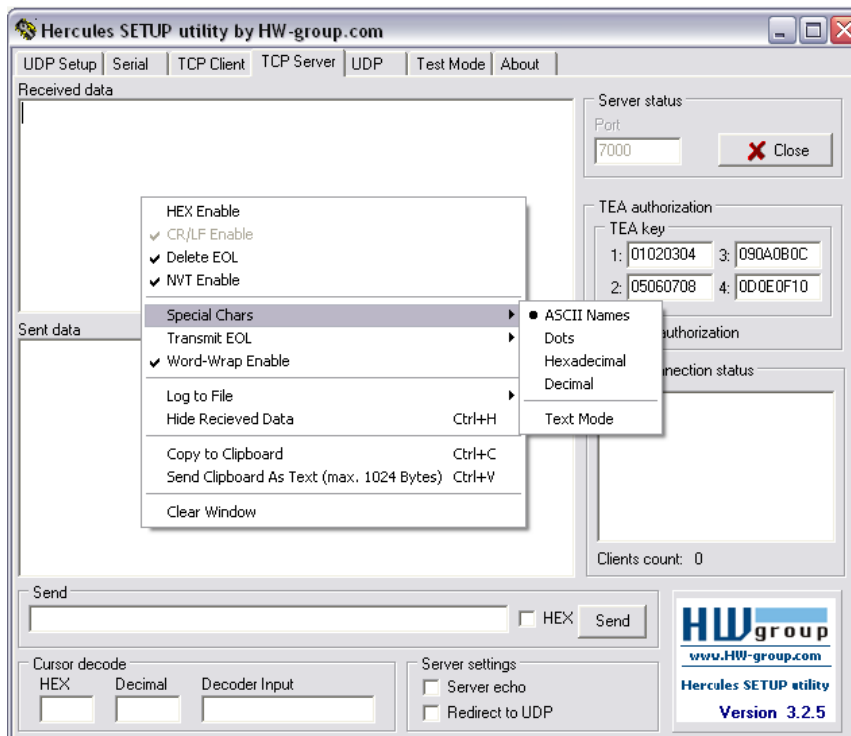 Hercules SETUP utility by HW-group.com
UDP Setup Serial TCP Client TCP Server UDP Test Mode About
Received data
Server status
Port
7000 Close
HEX Enable
CR/LF Enable
Delete EOL
NVT Enable
TEA authorization
TEA key
1: 01020304 3: 090A0B0C
2: 05060708 4: 0D0E0F10
Special Chars
Transmit EOL
Word-Wrap Enable
Log to File
Hide Recieved Data Ctrl+H
Copy to Clipboard Ctrl+C
Send Clipboard As Text (max. 1024 Bytes) Ctrl+V
Clear Window
ASCII Names
Dots
Hexadecimal
Decimal
Text Mode
authorization
nnection status
Sent data
Clients count: 0
Send
HEX Send
Cursor decode
HEX Decimal Decoder Input
Server settings
Server echo
Redirect to UDP
HW group
www.HW-group.com
Hercules SETUP utility
Version 3.2.5